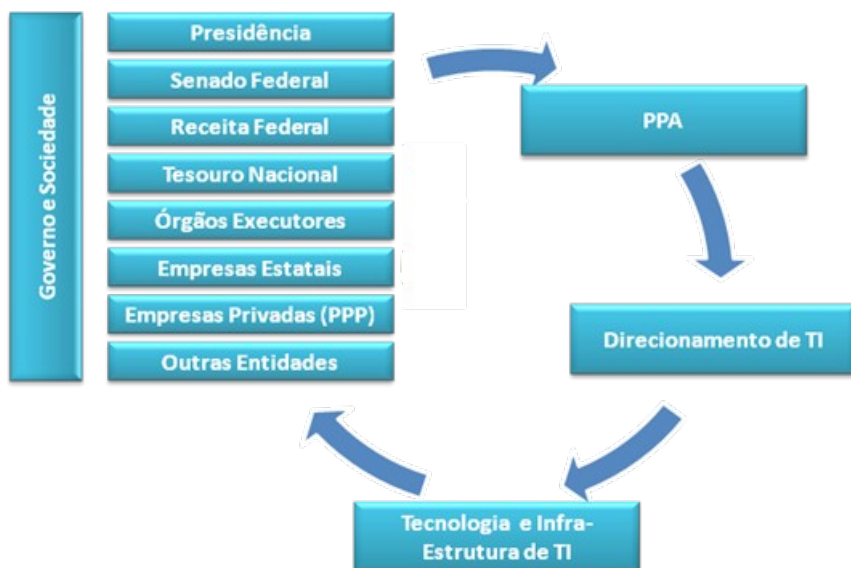 Governo e Sociedade
Presidência
Senado Federal
Receita Federal
Tesouro Nacional
Órgãos Executores
Empresas Estatais
Empresas Privadas (PPP)
Outras Entidades
PPA
Direcionamento de TI
Tecnologia e Infra-
Estrutura de TI